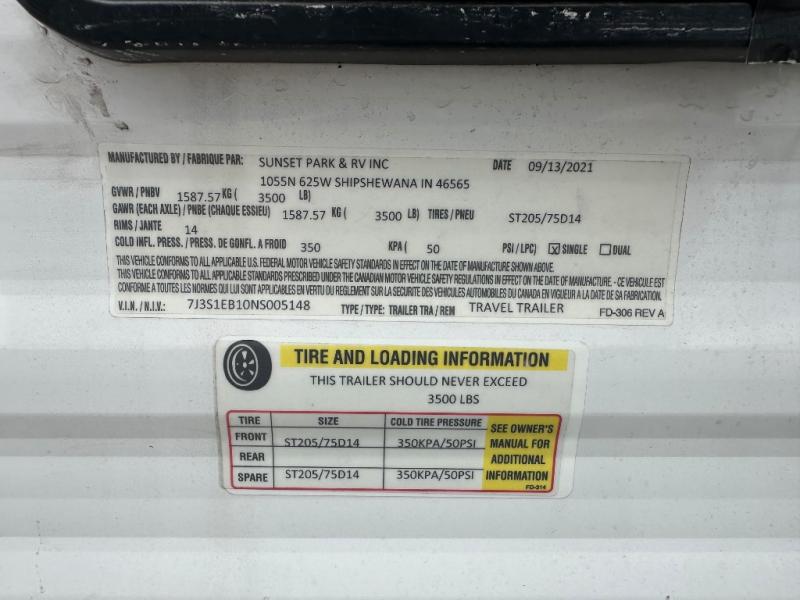 MANUFACTURED BY / FABRIQUE PAR: SUNSET PARK & RV INC DATE 09/13/2021
1055N 625W SHIPSHEWANA IN 46565
GVWR / PNBV 1587.57 KG ( 3500 LB)
GAWR (EACH AXLE) / PNBE (CHAQUE ESSIEU) 1587.57 KG ( 3500 LB) TIRES / PNEU ST205/75D14
RIMS / JANTE 14
COLD INFL. PRESS. / PRESS. DE GONFL. A FROID 350 KPA ( 50 PSI / LPC) ☒ SINGLE ☐ DUAL
THIS VEHICLE CONFORMS TO ALL APPLICABLE U.S. FEDERAL MOTOR VEHICLE SAFETY STANDARDS IN EFFECT ON THE DATE OF MANUFACTURE SHOWN ABOVE.
THIS VEHICLE CONFORMS TO ALL APPLICABLE STANDARDS PRESCRIBED UNDER THE CANADIAN MOTOR VEHICLE SAFETY REGULATIONS IN EFFECT ON THE DATE OF MANUFACTURE - CE VEHICULE EST
CONFORME A TOUTES LES NORMES QUI LUI SONT APPLICABLES EN VERTU DU REGLEMENT SUR LA SECURITE DES VEHICULES AUTOMOBILES DU CANADA EN VIGUEUR A LA DATE DE SA FABRICATION.
V.I.N. / N.I.V.: 7J3S1EB10NS005148 TYPE / TYPE: TRAILER TRA / REM TRAVEL TRAILER FD-306 REV A
TIRE AND LOADING INFORMATION
THIS TRAILER SHOULD NEVER EXCEED
3500 LBS
TIRE SIZE COLD TIRE PRESSURE SEE OWNER'S
FRONT ST205/75D14 350KPA/50PSI MANUAL FOR
REAR ADDITIONAL
SPARE ST205/75D14 350KPA/50PSI INFORMATION
FD-314